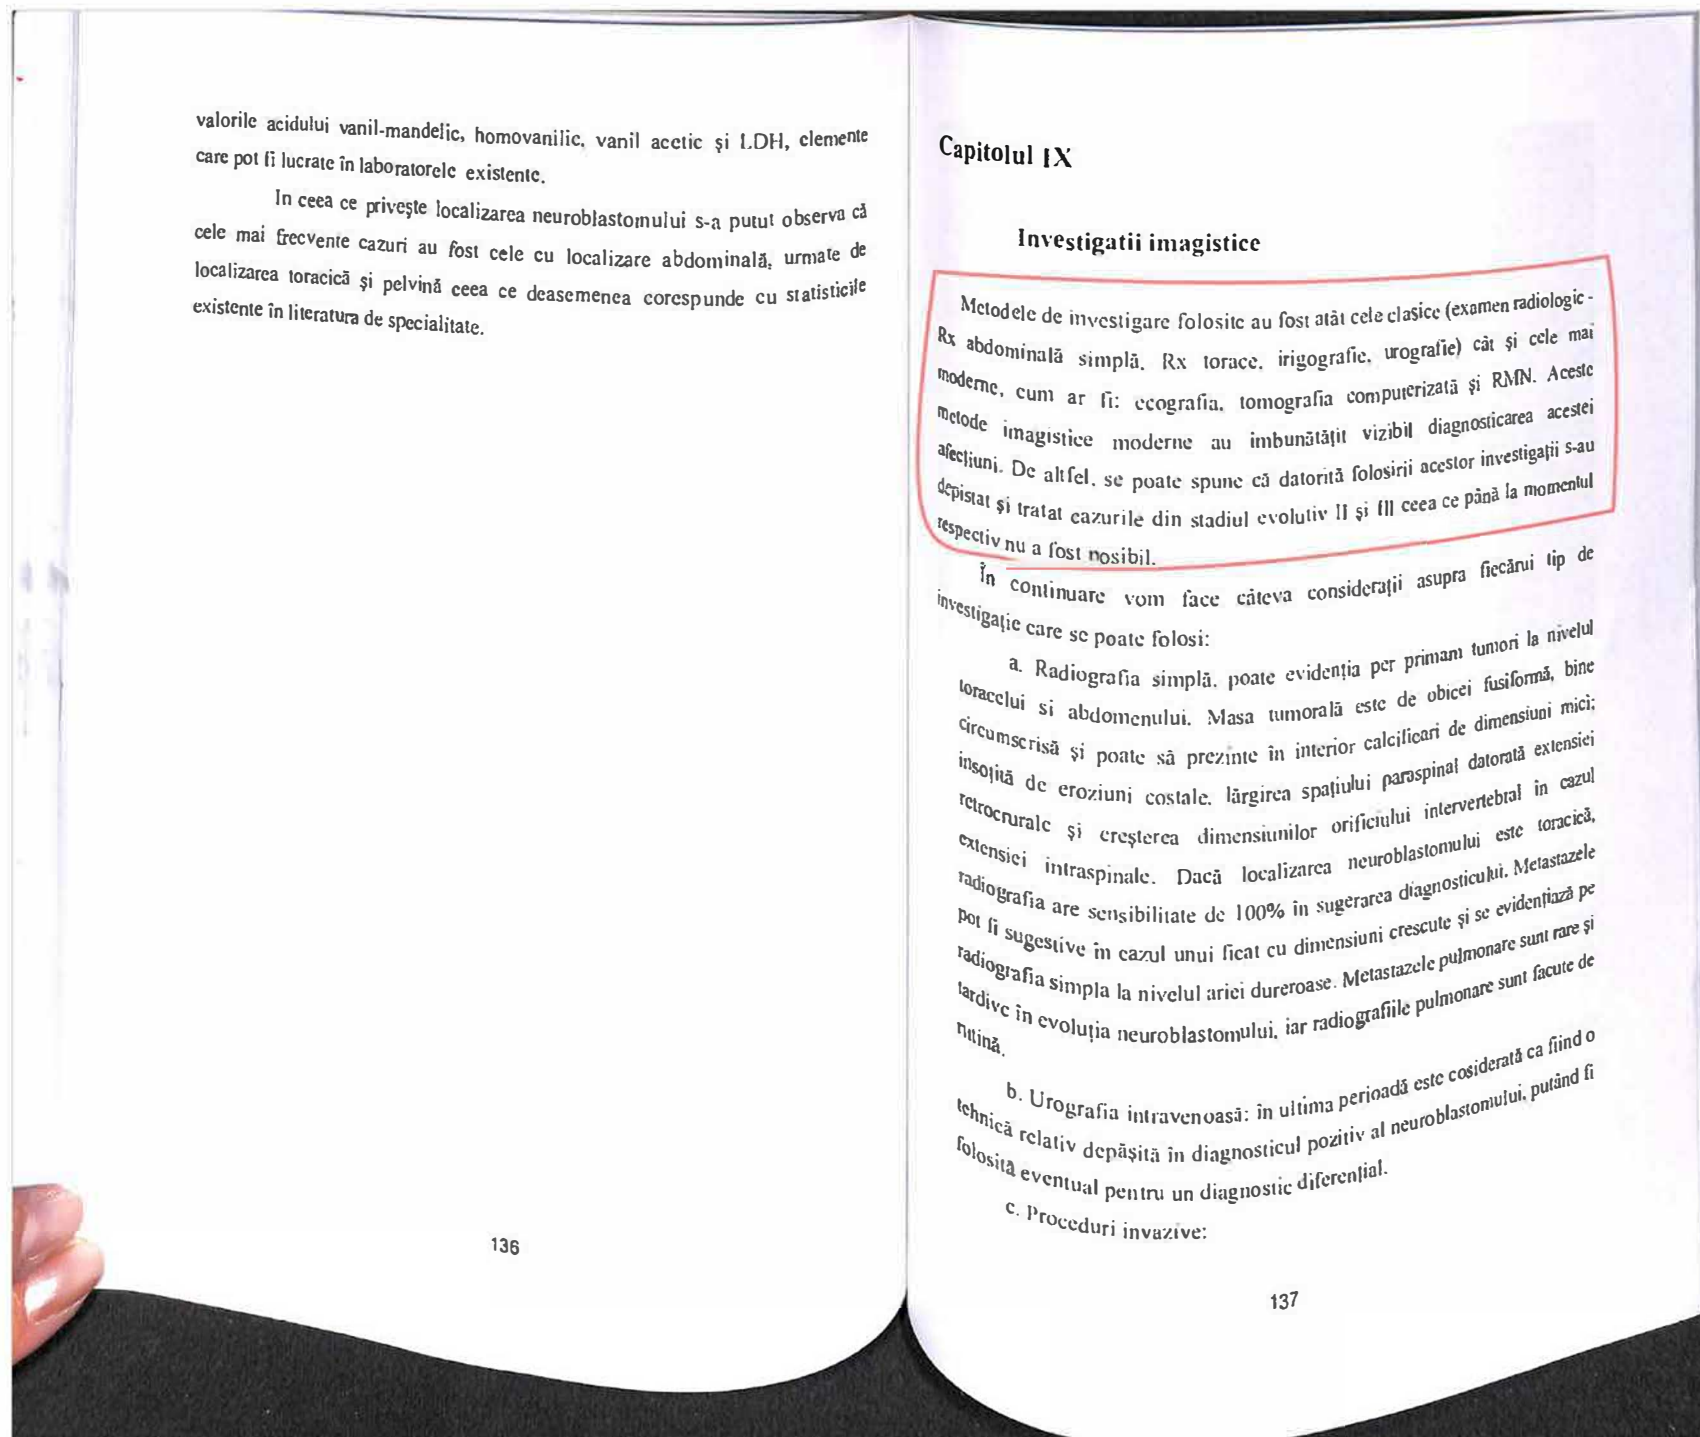 valorile acidului vanil-mandelic, homovanilic, vanil acetic și LDH, elemente
care pot fi lucrate în laboratorele existente.
In ceea ce privește localizarea neuroblastomului s-a putut observa că
cele mai frecvente cazuri au fost cele cu localizare abdominală, urmate de
localizarea toracică și pelvină ceea ce deasemenea corespunde cu statisticile
existente în literatura de specialitate.
136
Capitolul IX
Investigatii imagistice
Metodele de investigare folosite au fost atât cele clasice (examen radiologic -
Rx abdominală simplă, Rx torace, irigografie, urografie) cât și cele mai
moderne, cum ar fi: ecografia, tomografia computerizată și RMN. Aceste
metode imagistice moderne au imbunătățit vizibil diagnosticarea acestei
afecțiuni. De altfel, se poate spune că datorită folosirii acestor investigații s-au
depistat și tratat cazurile din stadiul evolutiv II și III ceea ce până la momentul
respectiv nu a fost posibil.
În continuare vom face câteva considerații asupra fiecărui tip de
investigație care se poate folosi:
a. Radiografia simplă, poate evidenția per primam tumori la nivelul
toracelui si abdomenului. Masa tumorală este de obicei fusiformă, bine
circumscrisă și poate să prezinte în interior calcificari de dimensiuni mici;
insoțită de eroziuni costale, lărgirea spațiului paraspinal datorată extensiei
retrocrurale și creșterea dimensiunilor orificiului intervertebral în cazul
extensiei intraspinale. Dacă localizarea neuroblastomului este toracică,
radiografia are sensibilitate de 100% în sugerarea diagnosticului. Metastazele
pot fi sugestive în cazul unui ficat cu dimensiuni crescute și se evidențiază pe
radiografia simpla la nivelul ariei dureroase. Metastazele pulmonare sunt rare și
tardive în evoluția neuroblastomului, iar radiografiile pulmonare sunt facute de
rutină.
b. Urografia intravenoasă: în ultima perioadă este cosiderată ca fiind o
tehnică relativ depășită în diagnosticul pozitiv al neuroblastomului, putând fi
folosită eventual pentru un diagnostic diferențial.
c. Proceduri invazive:
137